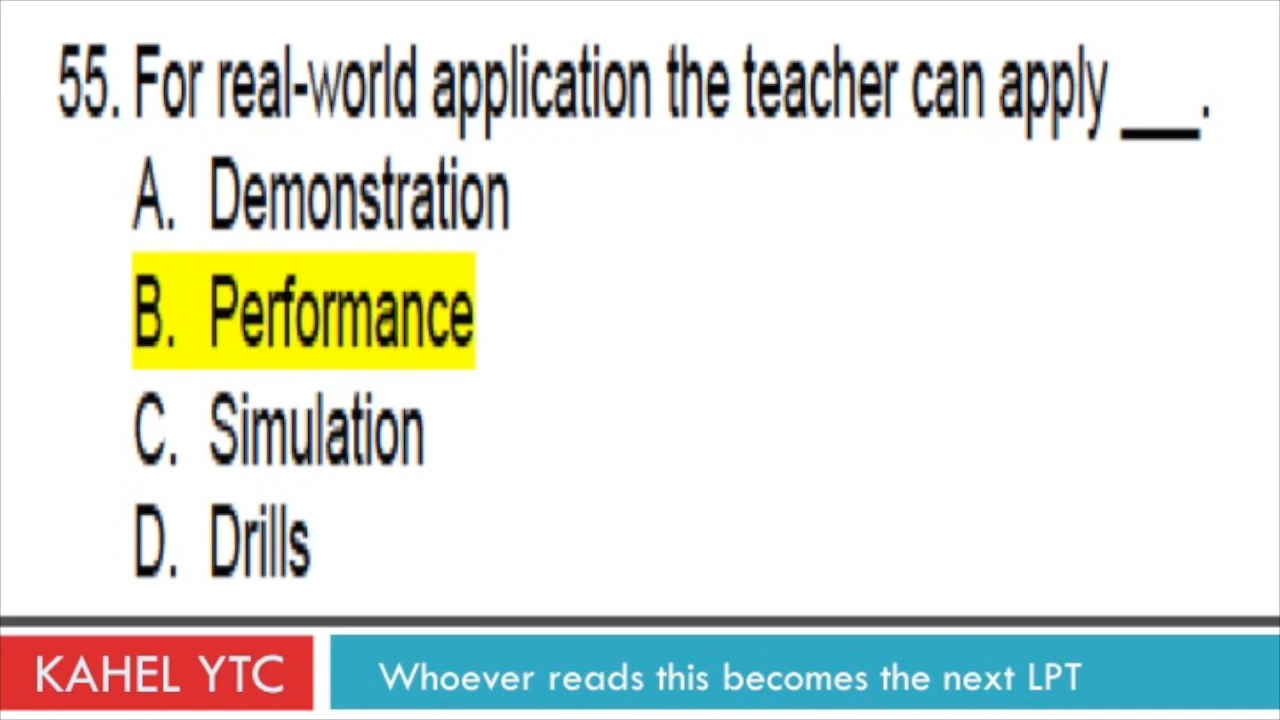 55. For real-world application the teacher can apply ___.
A. Demonstration
B. Performance
C. Simulation
D. Drills
KAHEL YTC
Whoever reads this becomes the next LPT